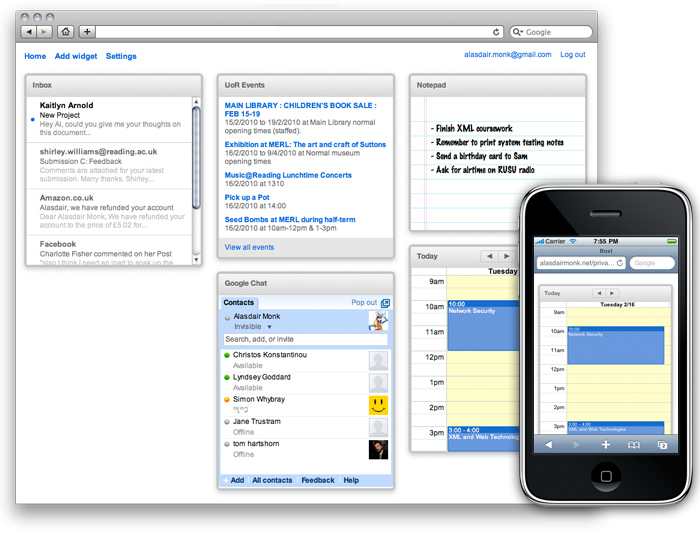 Google
Home Add widget Settings
alasdair.monk@gmail.com Log out
Inbox
Kaitlyn Arnold
New Project
Hey Al, could you give me your thoughts on
this document...
shirley.williams@reading.ac.uk
Submission C: Feedback
Comments are attached for your latest
submission. Many thanks, Shirley...
Amazon.co.uk
Alasdair, we have refunded your account
Dear Alasdair Monk, We have refunded your
account to the price of £5.02 for...
Facebook
Charlotte Fisher commented on her Post
"also I think I need an load to soak up the
UoR Events
MAIN LIBRARY : CHILDREN'S BOOK SALE :
FEB 15-19
15/2/2010 to 19/2/2010 at Main Library normal
opening times (staffed).
Exhibition at MERL: The art and craft of Suttons
16/2/2010 to 9/4/2010 at Normal museum
opening times
Music@Reading Lunchtime Concerts
16/2/2010 at 1310
Pick up a Pot
16/2/2010 at 14:00
Seed Bombs at MERL during half-term
16/2/2010 at 10am-12pm & 1-3pm
View all events
Google Chat
Contacts
Pop out
Alasdair Monk
Invisible
Search, add, or invite
Christos Konstantinou
Available
Lyndsey Goddard
Available
Simon Whybray
Jane Trustram
Offline
tom hartshorn
Offline
Add All contacts Feedback Help
Notepad
- Finish XML coursework
- Remember to print system testing notes
- Send a birthday card to Sam
- Ask for airtime on RUSU radio
Today
Tuesday
9am
10am
10:00
Network Security
11am
12pm
1pm
2pm
3pm
3:00 - 4:00
XML and Web Technologies
Carrier 7:55 PM
Boxt
alasdairmonk.net/priva...
Google
Today
Tuesday 2/16
9am
10am
10:00
Network Security
11am
12pm
1pm
2pm
3pm
3:00 - 4:00
XML and Web Technologies